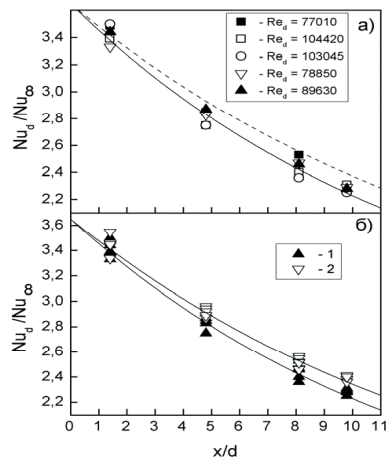 3,4
3,2
3,0
2,8
2,6
2,4
2,2
Nu_d/Nu_∞
а)
- Re_d = 77010
- Re_d = 104420
- Re_d = 103045
- Re_d = 78850
- Re_d = 89630
3,6
3,4
3,2
3,0
2,8
2,6
2,4
2,2
Nu_d/Nu_∞
б)
- 1
- 2
0 1 2 3 4 5 6 7 8 9 10 11
x/d